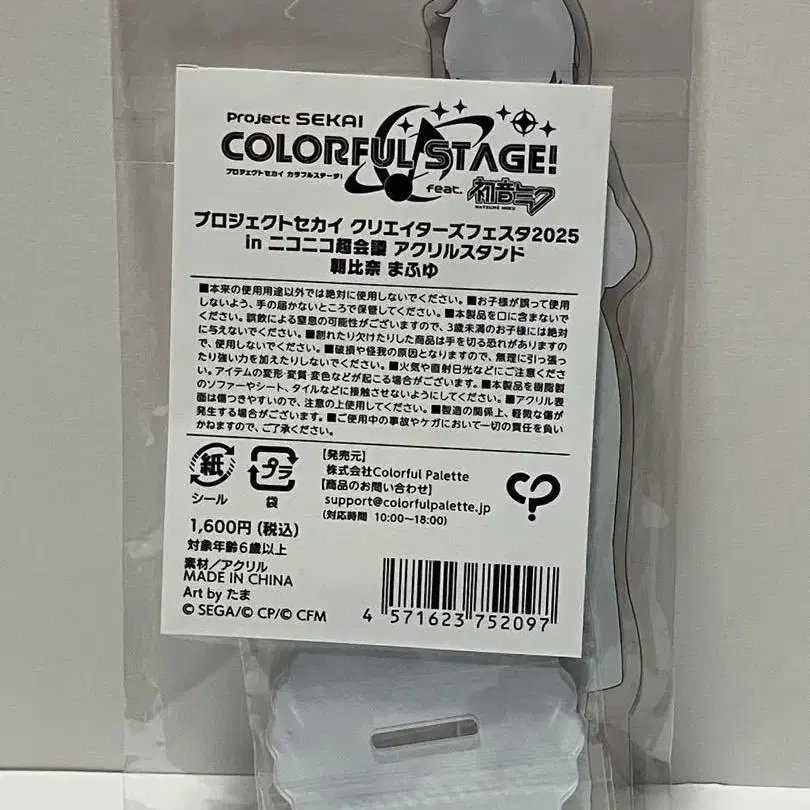 Project SEKAI
COLORFUL STAGE!
プロジェクトセカイ カラフルステージ!
feat. 初音ミク
HATSUNE MIKU
プロジェクトセカイ クリエイターズフェスタ2025
in ニコニコ超会議 アクリルスタンド
朝比奈 まふゆ
■本来の使用用途以外では絶対に使用しないでください。■お子様が誤って使用
しないよう、手の届かないところで保管してください。■本製品を口に含まないで
ください。誤飲による窒息の可能性がございますので、3歳未満のお子様には絶対
に与えないでください。■割れたり欠けたりした商品は手を切る恐れがありますの
で、使用しないでください。■破損や怪我の原因となりますので、無理に引っ張っ
たり強い力を加えたりしないでください。■火気や直射日光などにご注意くださ
い。アイテムの変形・変質・変色などが起こる場合がございます。■本製品を樹脂製
のソファーやシート、タイルなどに接触させないようにしてください。■アクリル表
面は傷つきやすいので、注意の上使用してください。■製造の関係上、軽微な傷が
発生する場合がございます。■ご使用中の事故やケガにおいて一切の責任を負い
かねますので、ご了承ください。
紙
シール
プラ
袋
【発売元】
株式会社Colorful Palette
【商品のお問い合わせ】
support@colorfulpalette.jp
(対応時間 10:00~18:00)
1,600円(税込)
対象年齢6歳以上
素材/アクリル
MADE IN CHINA
Art by たま
© SEGA/© CP/© CFM
4 571623 752097